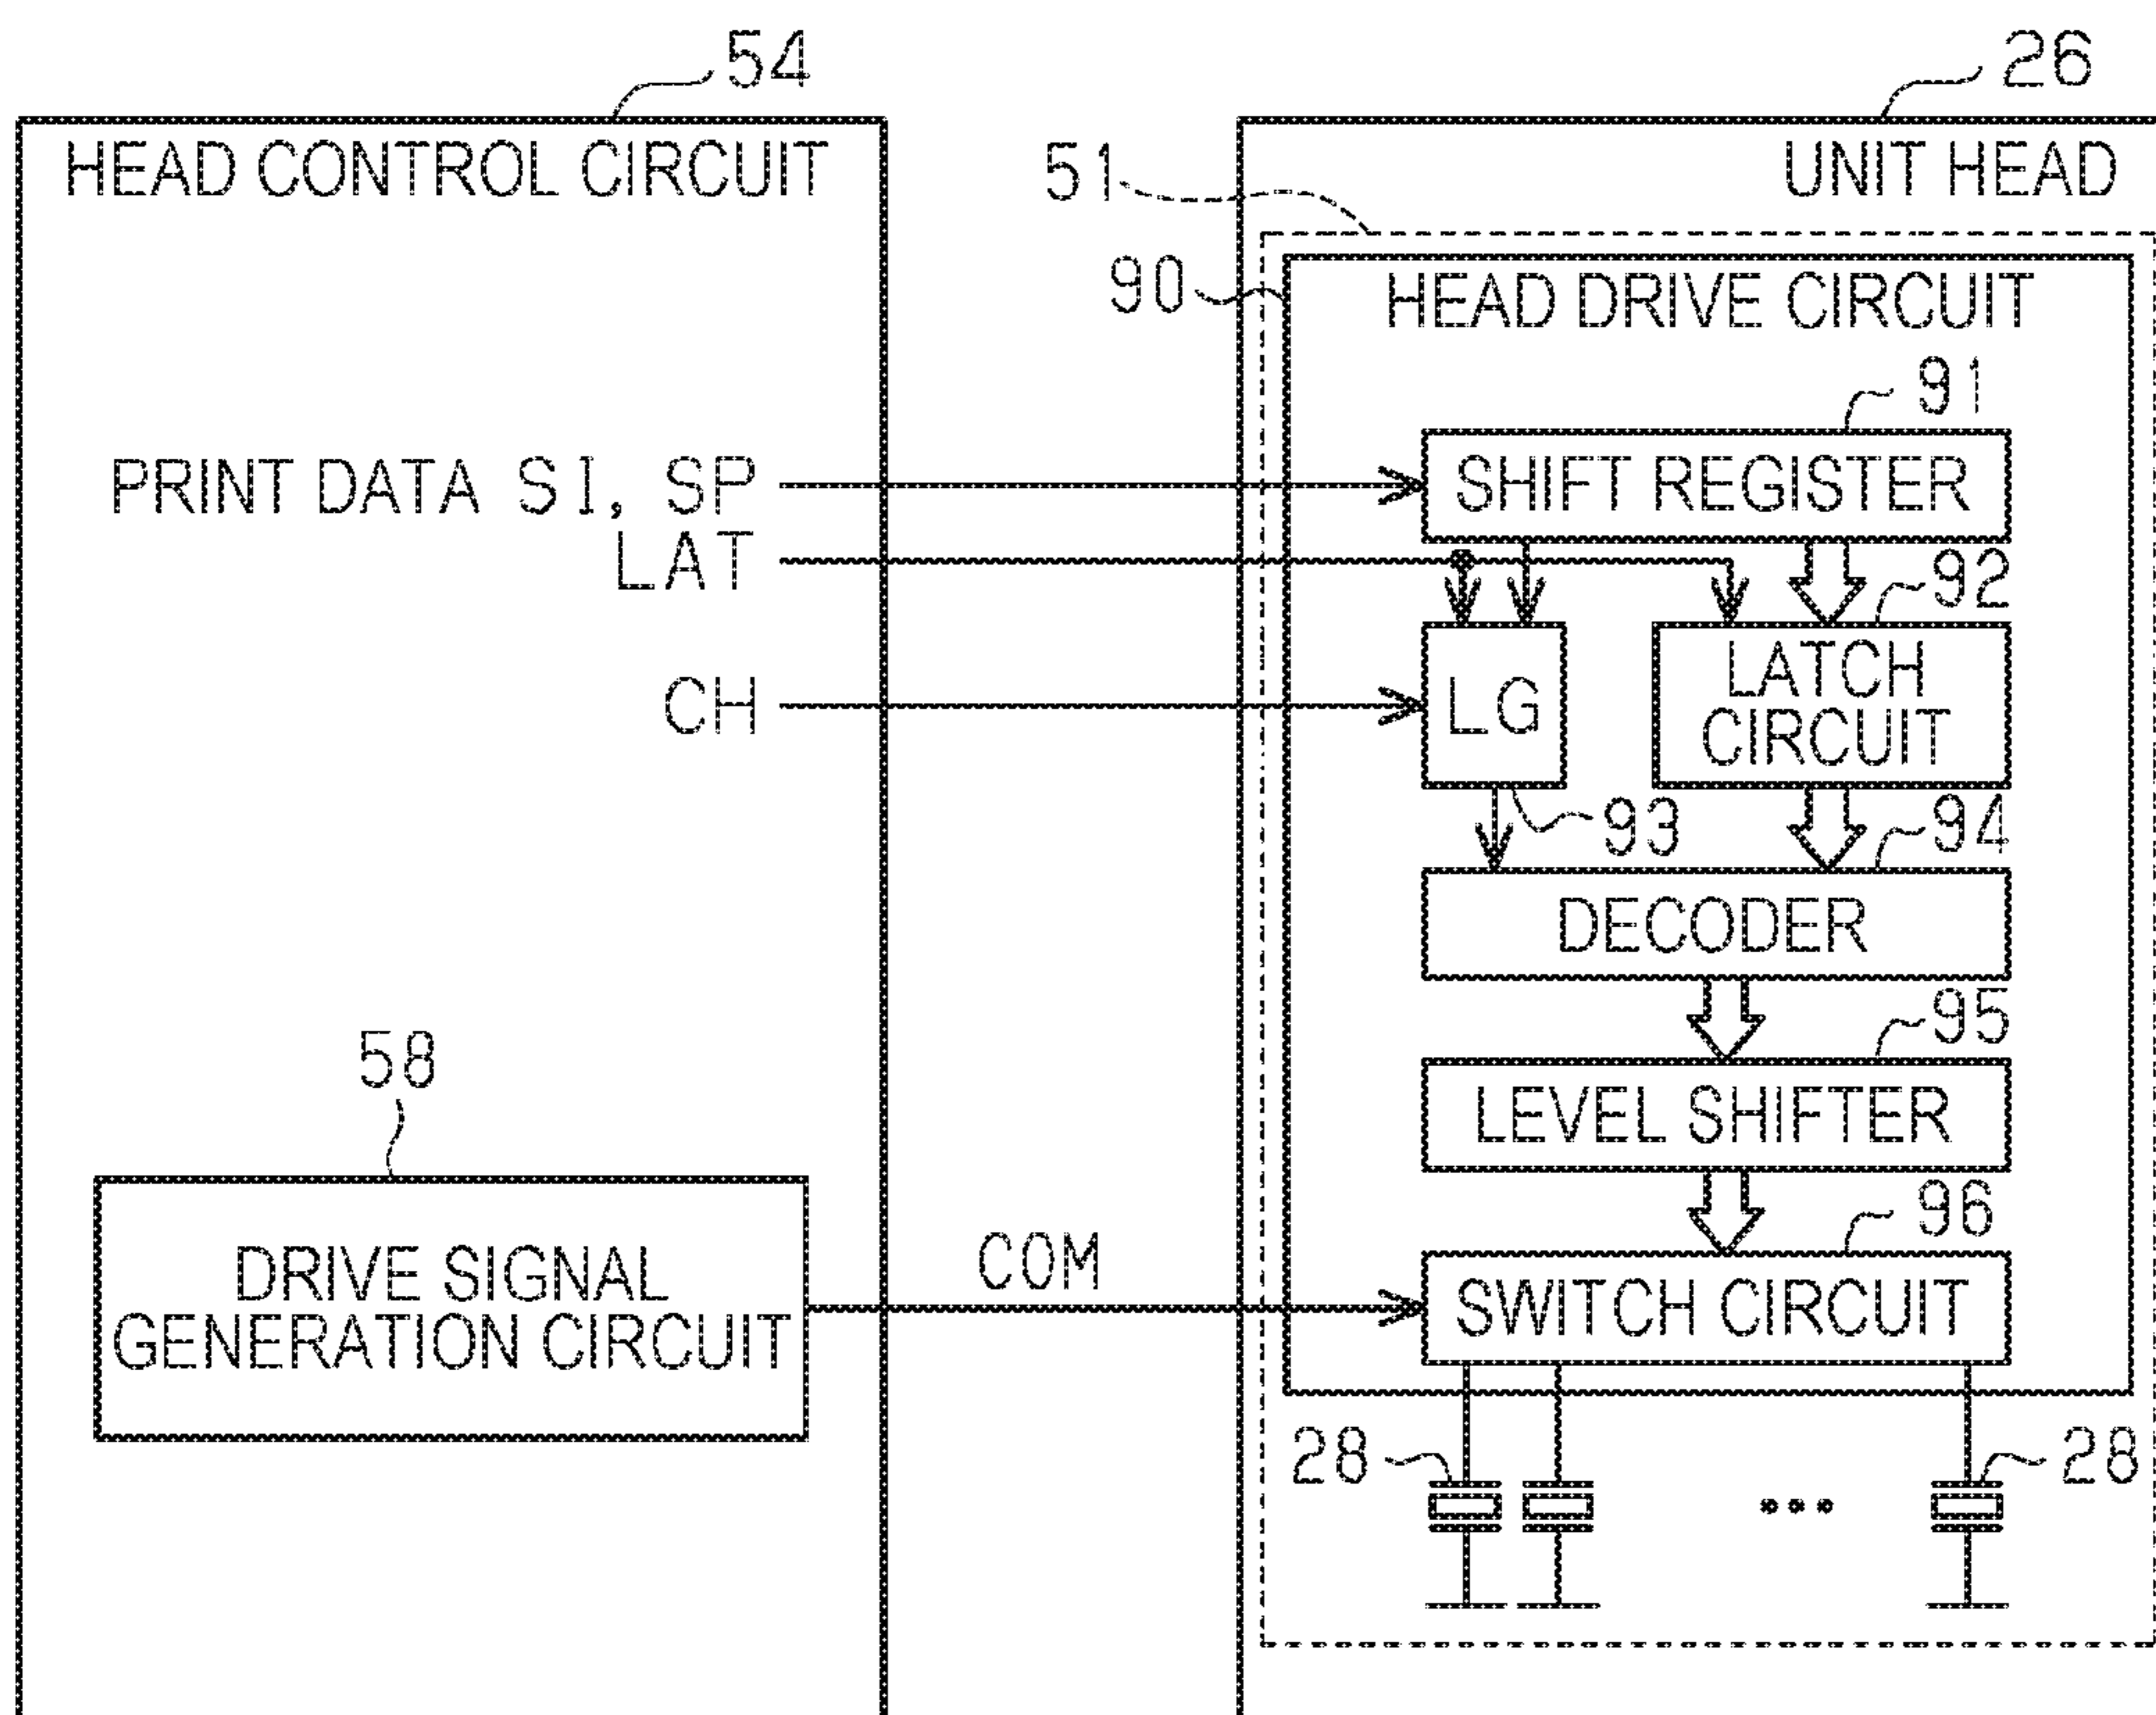 54
26
HEAD CONTROL CIRCUIT
UNIT HEAD
51
90
HEAD DRIVE CIRCUIT
91
PRINT DATA SI, SP
SHIFT REGISTER
LAT
92
CH
LG
LATCH
CIRCUIT
93
94
DECODER
95
58
LEVEL SHIFTER
96
COM
DRIVE SIGNAL
GENERATION CIRCUIT
SWITCH CIRCUIT
28
28